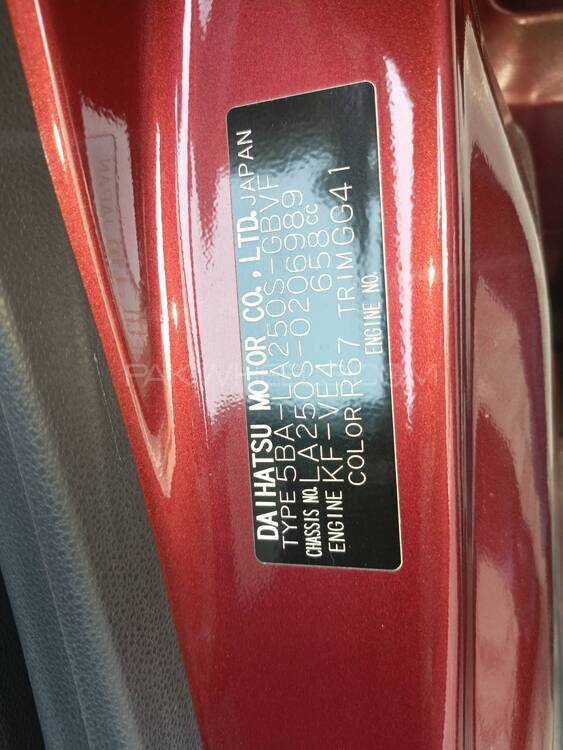 DAIHATSU MOTOR CO., LTD. JAPAN
TYPE 5BA-LA250S-GBVF
CHASSIS NO. LA250S-0206989
ENGINE KF-VE4 658cc
COLOR R67 TRIM GG41
ENGINE NO.